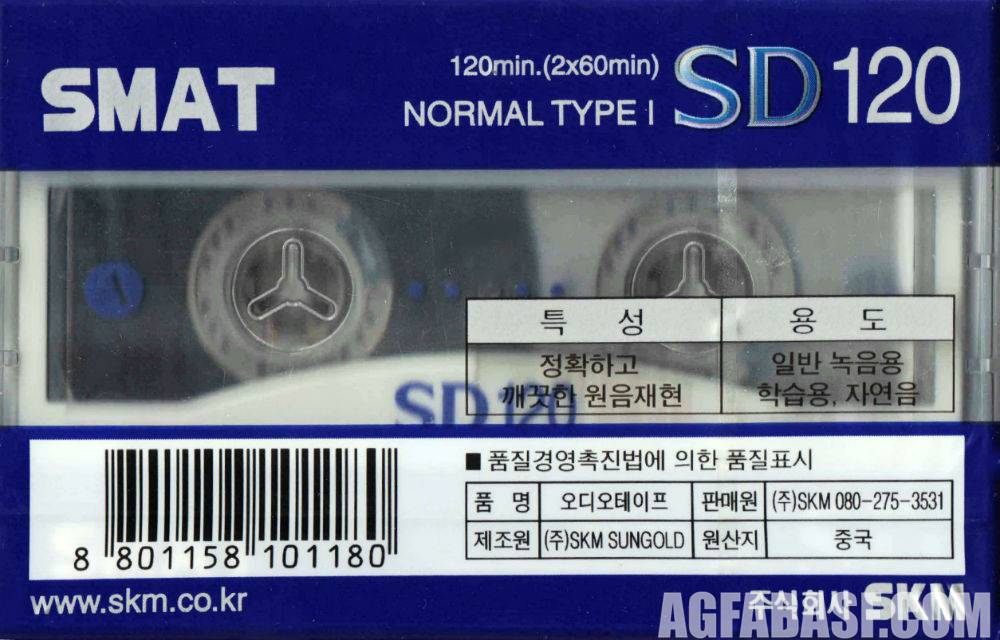 SMAT
120min.(2x60min)
NORMAL TYPE I
SD 120
A
특 성 용 도
정확하고 일반 녹음용
깨끗한 원음재현 학습용, 자연음
SD 120
■ 품질경영촉진법에 의한 품질표시
품 명 오디오테이프 판매원 (주)SKM 080-275-3531
제조원 (주)SKM SUNGOLD 원산지 중국
8 801158 101180
www.skm.co.kr
주식회사 SKM
AGFABASF.COM